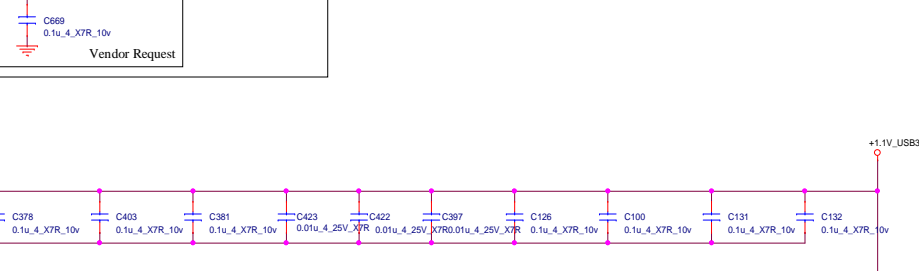 C669
0.1u_4_X7R_10v
Vendor Request
+1.1V_USB3
C378
0.1u_4_X7R_10v
C403
0.1u_4_X7R_10v
C381
0.1u_4_X7R_10v
C423
0.01u_4_25V_X7R
C422
0.01u_4_25V_X7R
C397
0.01u_4_25V_X7R
C126
0.1u_4_X7R_10v
C100
0.1u_4_X7R_10v
C131
0.1u_4_X7R_10v
C132
0.1u_4_X7R_10v